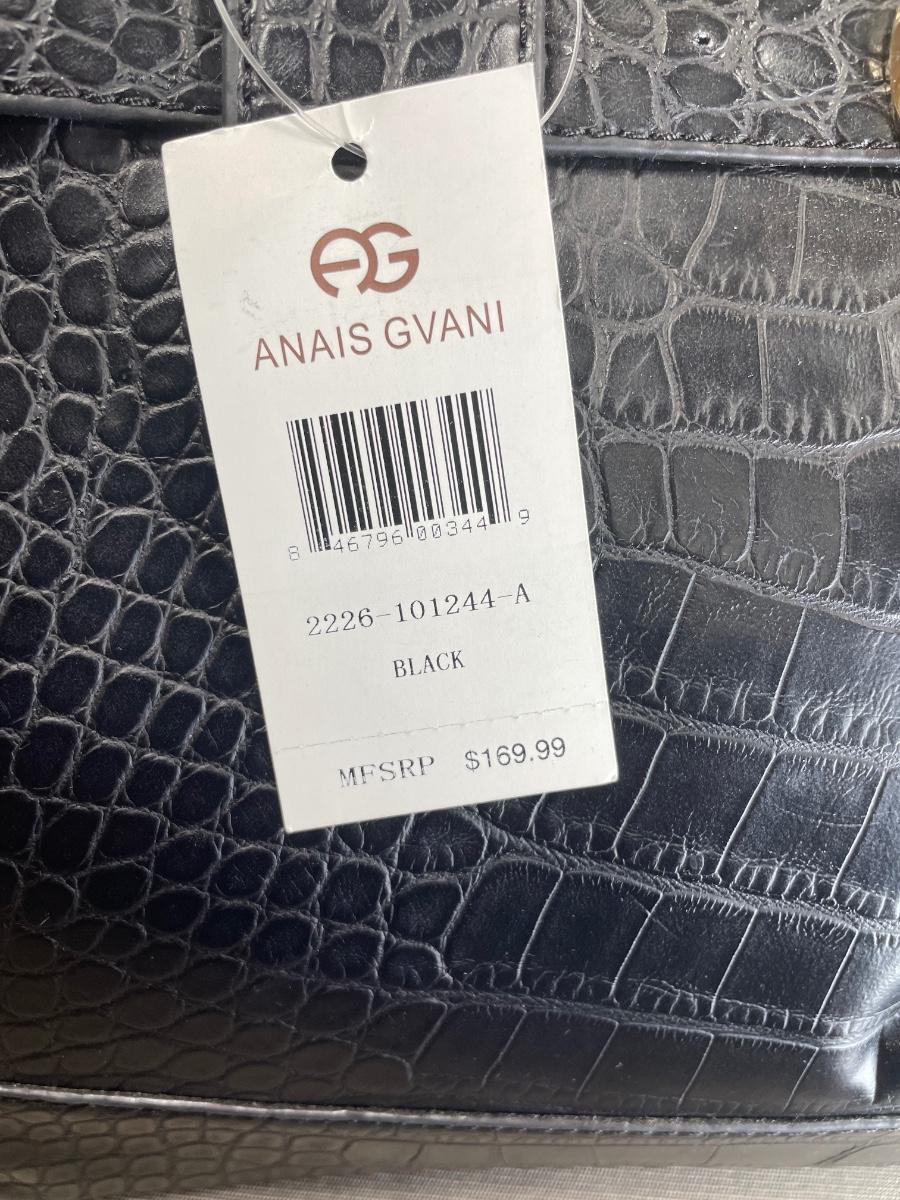 AG
ANAIS GVANI
8 46796 00344 9
2226-101244-A
BLACK
MFSRP $169.99